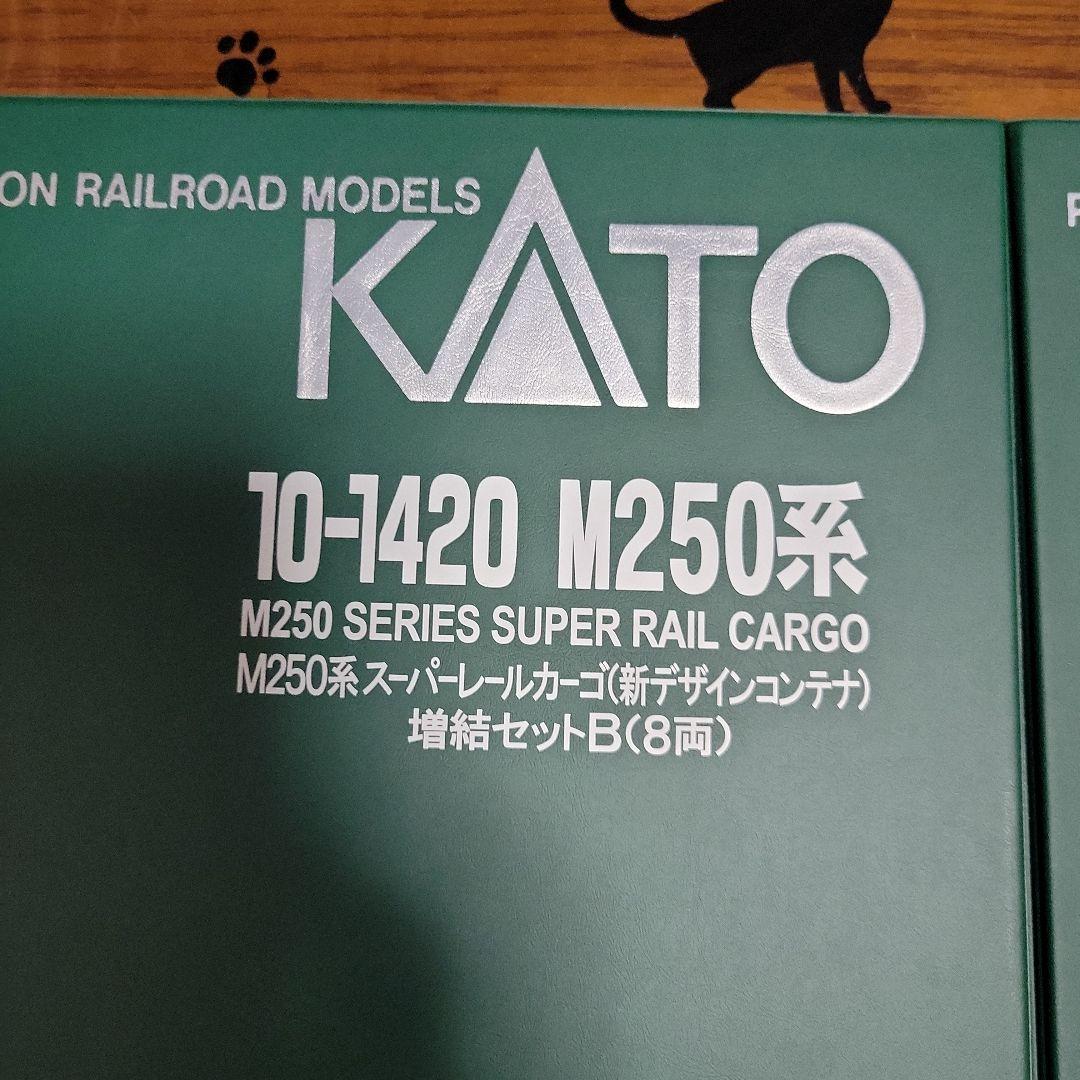 ON RAILROAD MODELS
KATO
10-1420 M250系
M250 SERIES SUPER RAIL CARGO
M250系スーパーレールカーゴ(新デザインコンテナ)
増結セットB(8両)